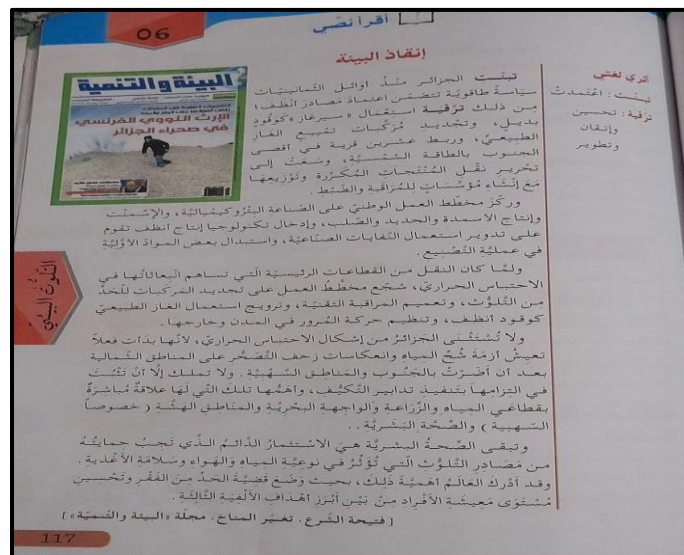 أقرأ نصّي
06
إنقاذ البيئة
أثري لغتي
تبنت: اعتمدت
ترقية: تحسين
وإتقان
وتطوير
البيئة والتنمية
الإرث النووي الفرنسي
في صحراء الجزائر
تبنت الجزائر منذ أوائل الثمانينيات
سياسة طاقوية تتضمن اعتماد مصادر أنظف؛
من ذلك ترقية استعمال «سيرغاز» كوقود
بديل، وتجديد مركبات تمييع الغاز
الطبيعي، وربط عشرين قرية في أقصى
الجنوب بالطاقة الشمسية، وسعت إلى
تحرير نقل المنتجات المكررة وتوزيعها
مع إنشاء مؤسسات للمراقبة والضبط.
وركز مخطط العمل الوطني على الصناعة البتروكيميائية، والإسمنت
وإنتاج الأسمدة والحديد والصلب، وإدخال تكنولوجيا إنتاج أنظف تقوم
على تدوير استعمال النفايات الصناعية، واستبدال بعض المواد الأولية
في عملية التصنيع.
ولما كان النقل من القطاعات الرئيسية التي تساهم انبعاثاتها في
الاحتباس الحراري، شجع مخطط العمل على تجديد المركبات للحد
من التلوث، وتعميم المراقبة التقنية، وترويج استعمال الغاز الطبيعي
كوقود أنظف، وتنظيم حركة المرور في المدن وخارجها.
ولا تستثنى الجزائر من إشكال الاحتباس الحراري، لأنها بدأت فعلا
تعيش أزمة شح المياه وانعكاسات زحف التصحر على المناطق الشمالية
بعد أن أضرت بالجنوب والمناطق السهبية. ولا تملك إلا أن تثبت
في التزامها بتنفيذ تدابير التكيف، وأهمها تلك التي لها علاقة مباشرة
بقطاعي المياه والزراعة والواجهة البحرية والمناطق الهشة ( خصوصا
السهبية ) والصحة البشرية..
وتبقى الصحة البشرية هي الاستثمار الدائم الذي تجب حمايته
من مصادر التلوث التي تؤثر في نوعية المياه والهواء وسلامة الأغذية.
وقد أدرك العالم أهمية ذلك، بحيث وضع قضية الحد من الفقر وتحسين
مستوى معيشة الأفراد من بين أبرز أهداف الألفية الثالثة.
[ فتيحة الشرع. تغير المناخ. مجلة «البيئة والتنمية» ]
التلوث البيئي
117